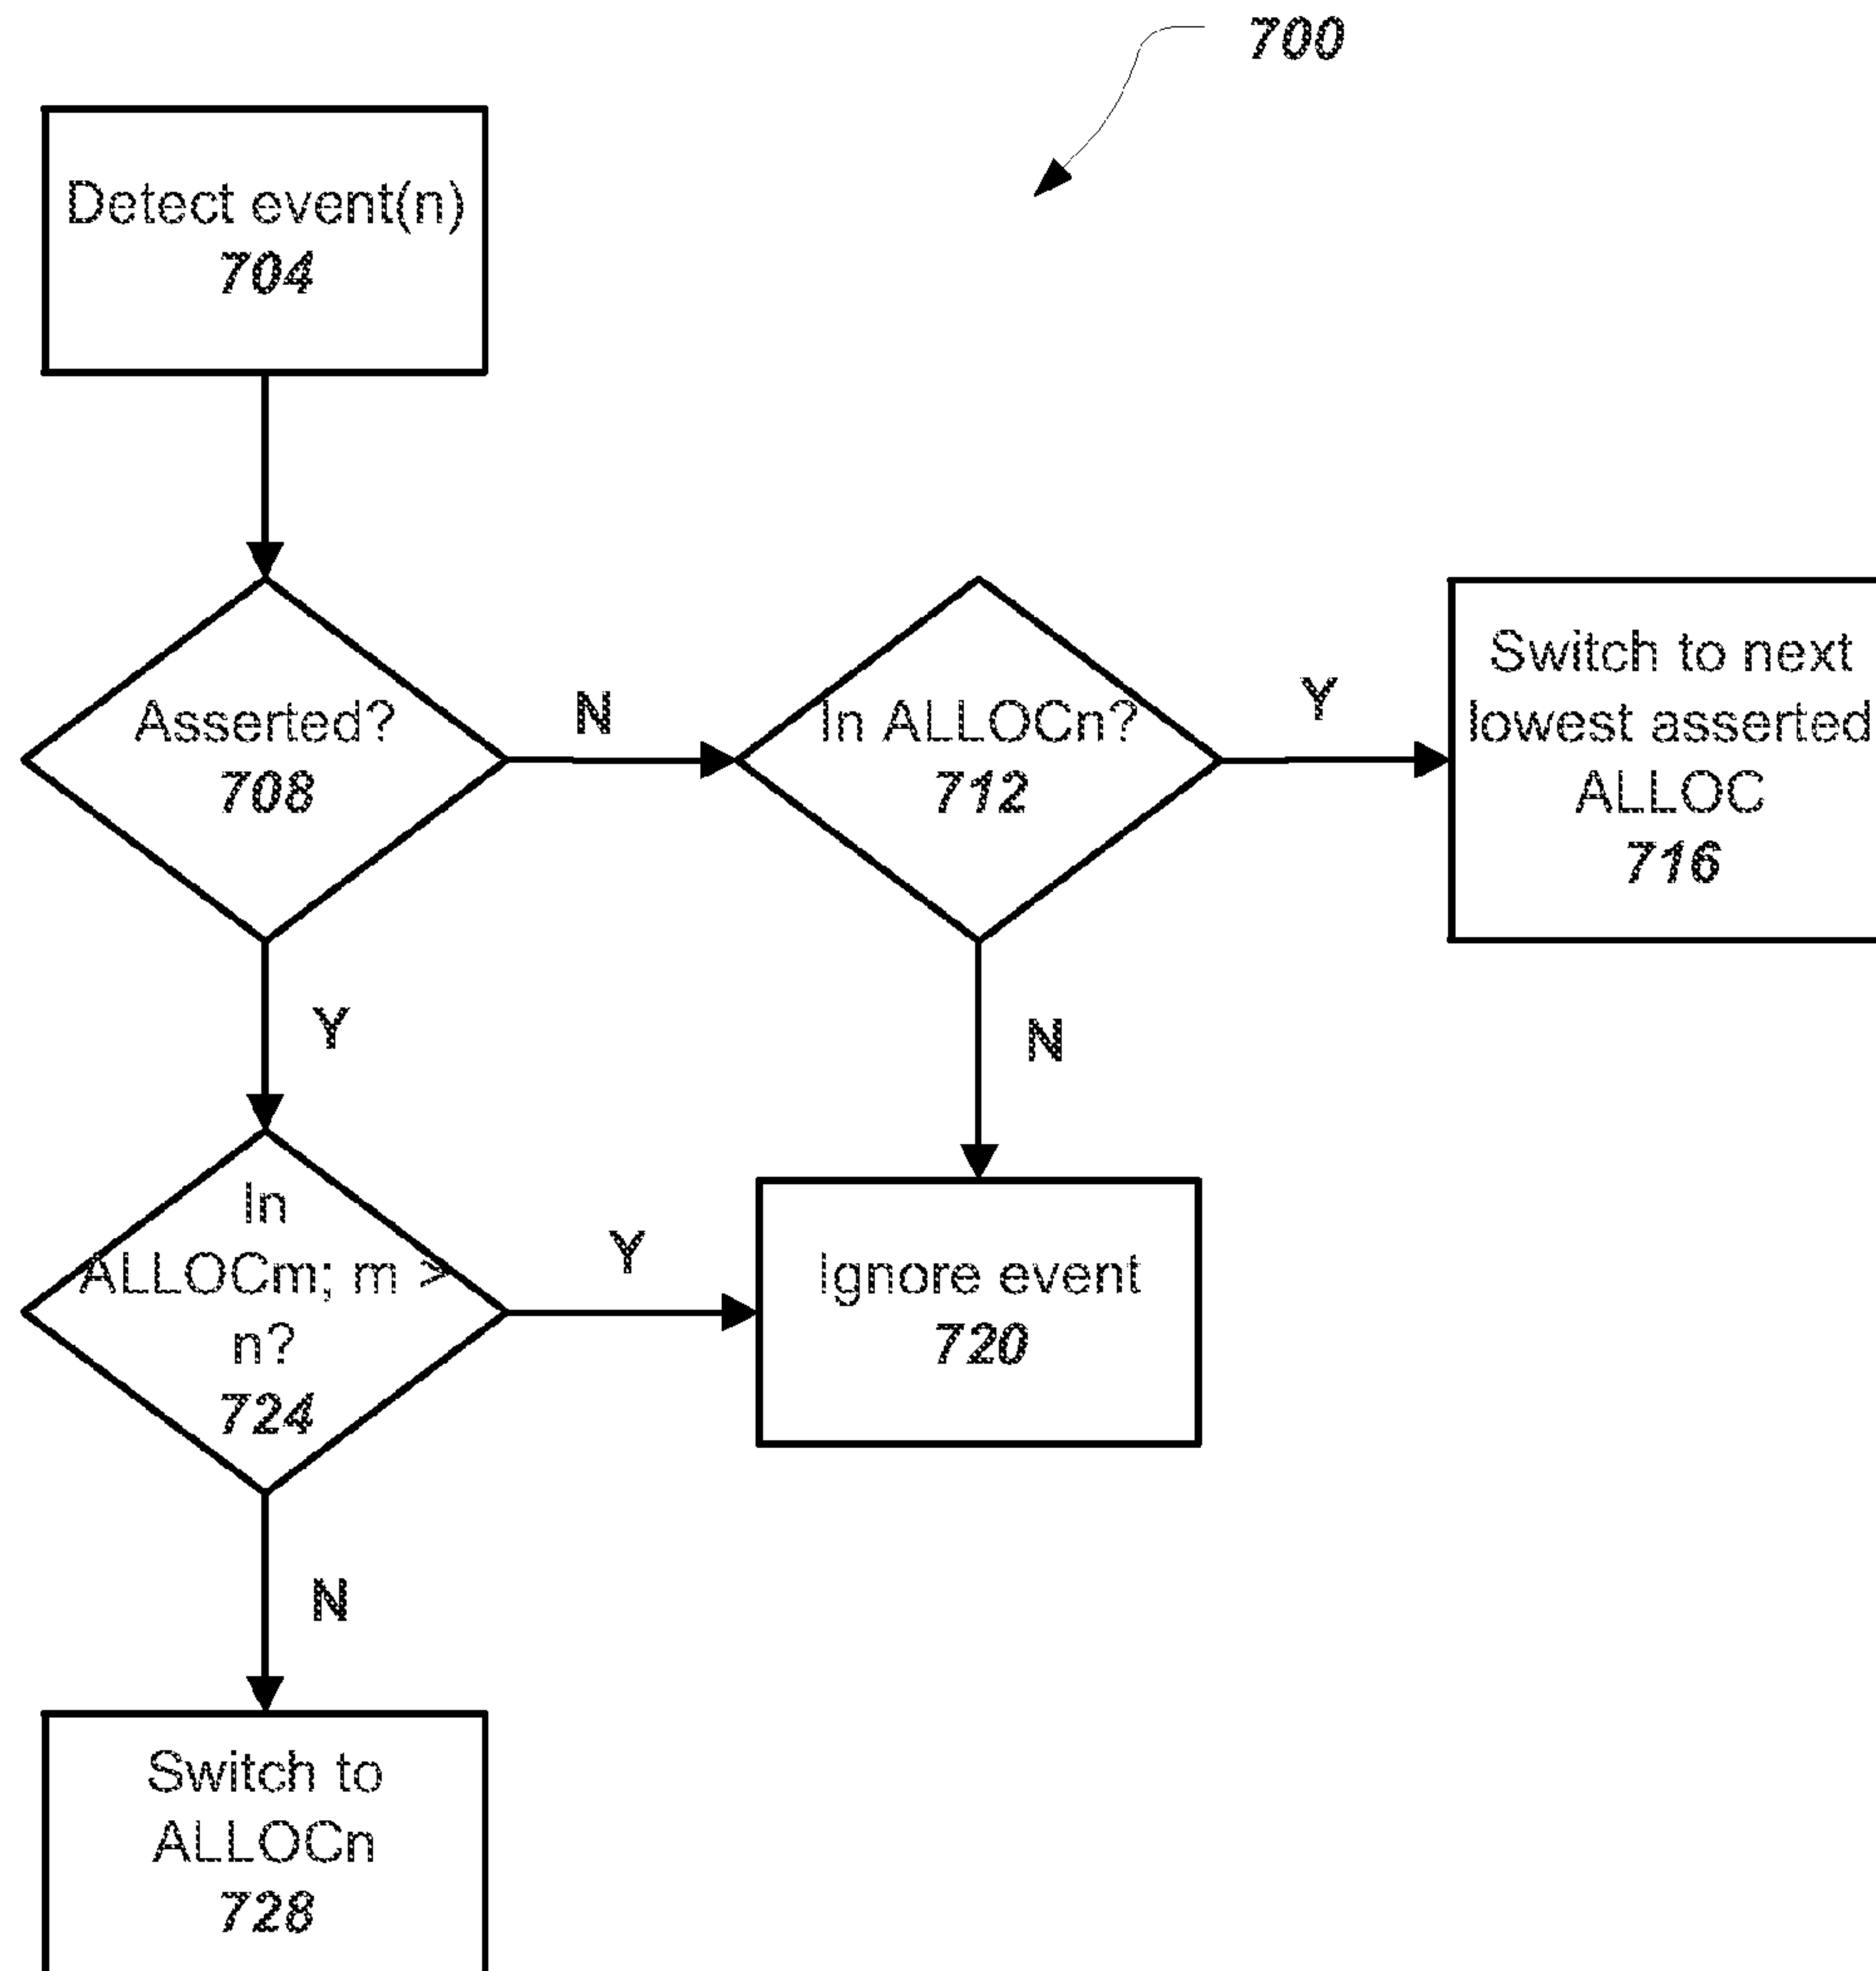 700
Detect event(n)
704
Asserted?
708
N
In ALLOCn?
712
Y
Switch to next
lowest asserted
ALLOC
716
Y
N
In
ALLOCm; m >
n?
724
Y
Ignore event
720
N
Switch to
ALLOCn
728